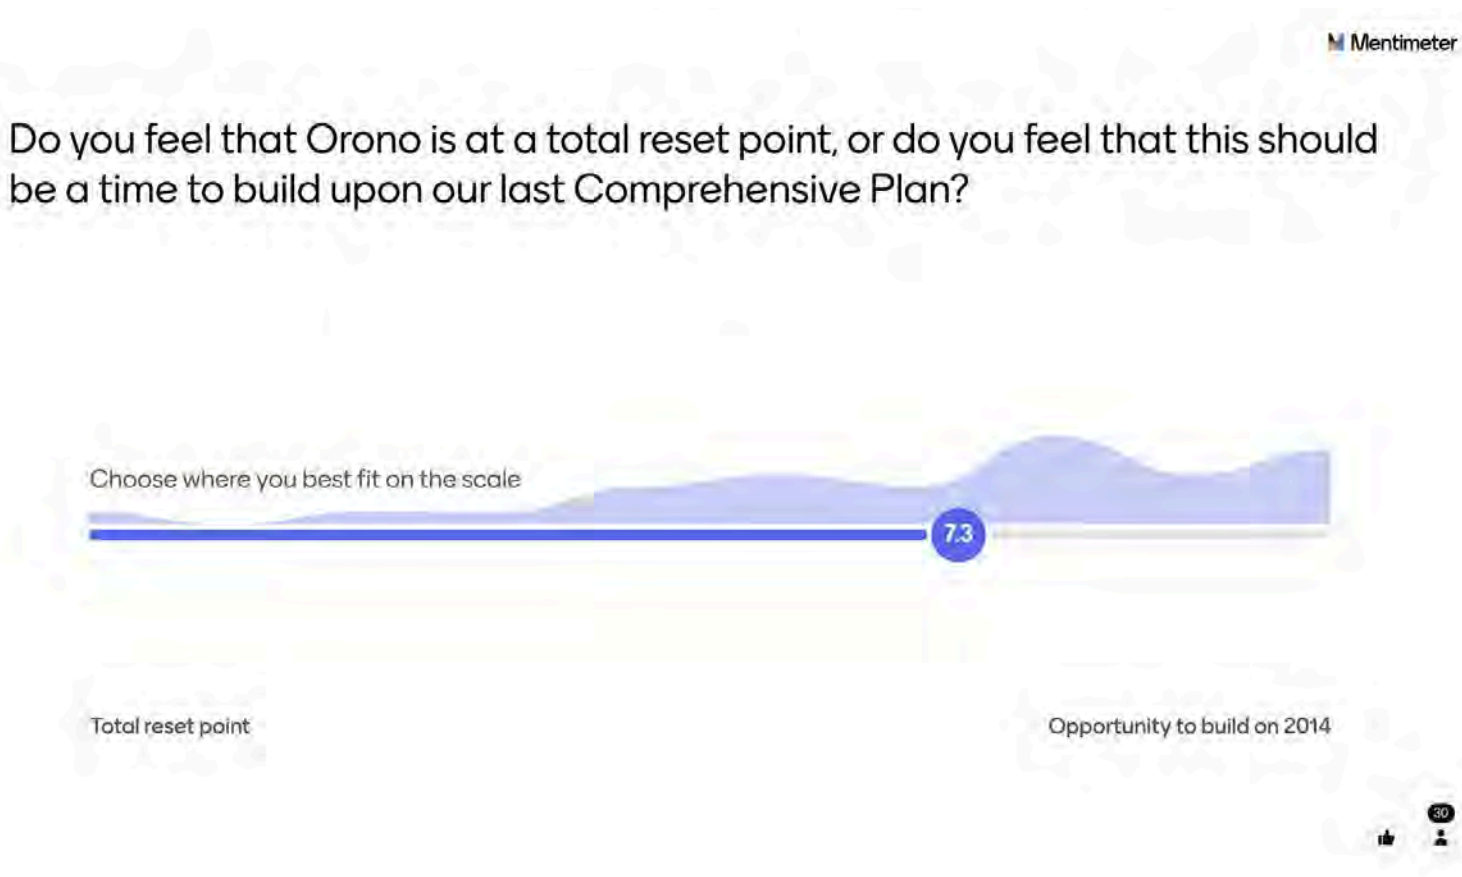 Mentimeter
Do you feel that Orono is at a total reset point, or do you feel that this should
be a time to build upon our last Comprehensive Plan?
Choose where you best fit on the scale
7.3
Total reset point
Opportunity to build on 2014
30